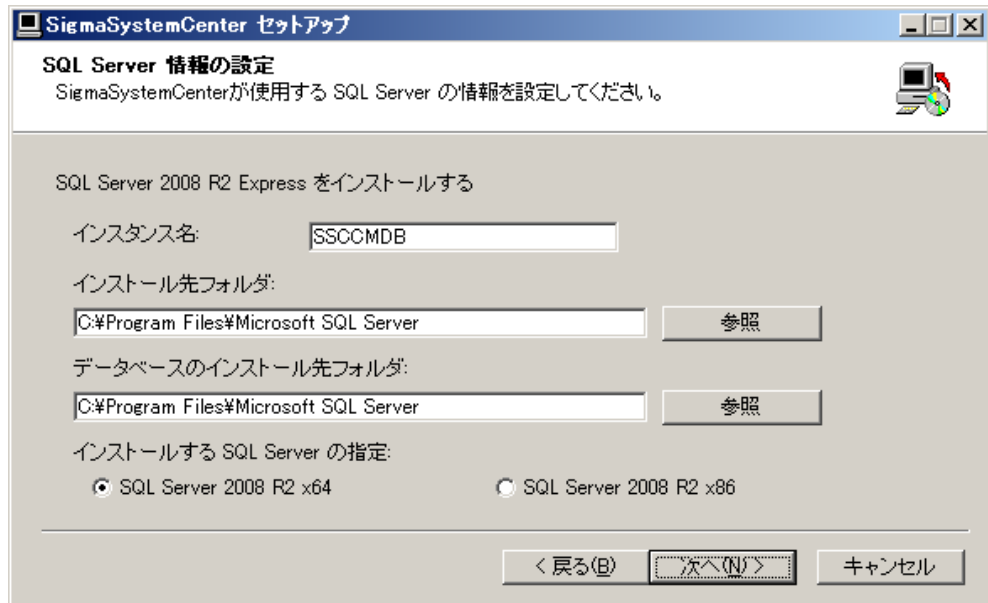 SigmaSystemCenter セットアップ
SQL Server 情報の設定
SigmaSystemCenterが使用する SQL Server の情報を設定してください。
SQL Server 2008 R2 Express をインストールする
インスタンス名: SSCCMDB
インストール先フォルダ:
C:¥Program Files¥Microsoft SQL Server 参照
データベースのインストール先フォルダ:
C:¥Program Files¥Microsoft SQL Server 参照
インストールする SQL Server の指定:
SQL Server 2008 R2 x64 SQL Server 2008 R2 x86
< 戻る(B) 次へ(N) > キャンセル